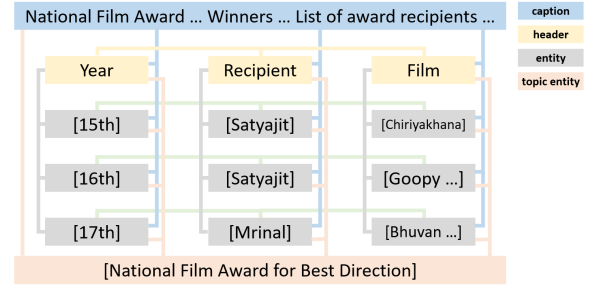 National Film Award ... Winners ... List of award recipients ...
caption
header
entity
topic entity
Year Recipient Film
[15th] [Satyajit] [Chiriyakhana]
[16th] [Satyajit] [Goopy ...]
[17th] [Mrinal] [Bhuvan ...]
[National Film Award for Best Direction]